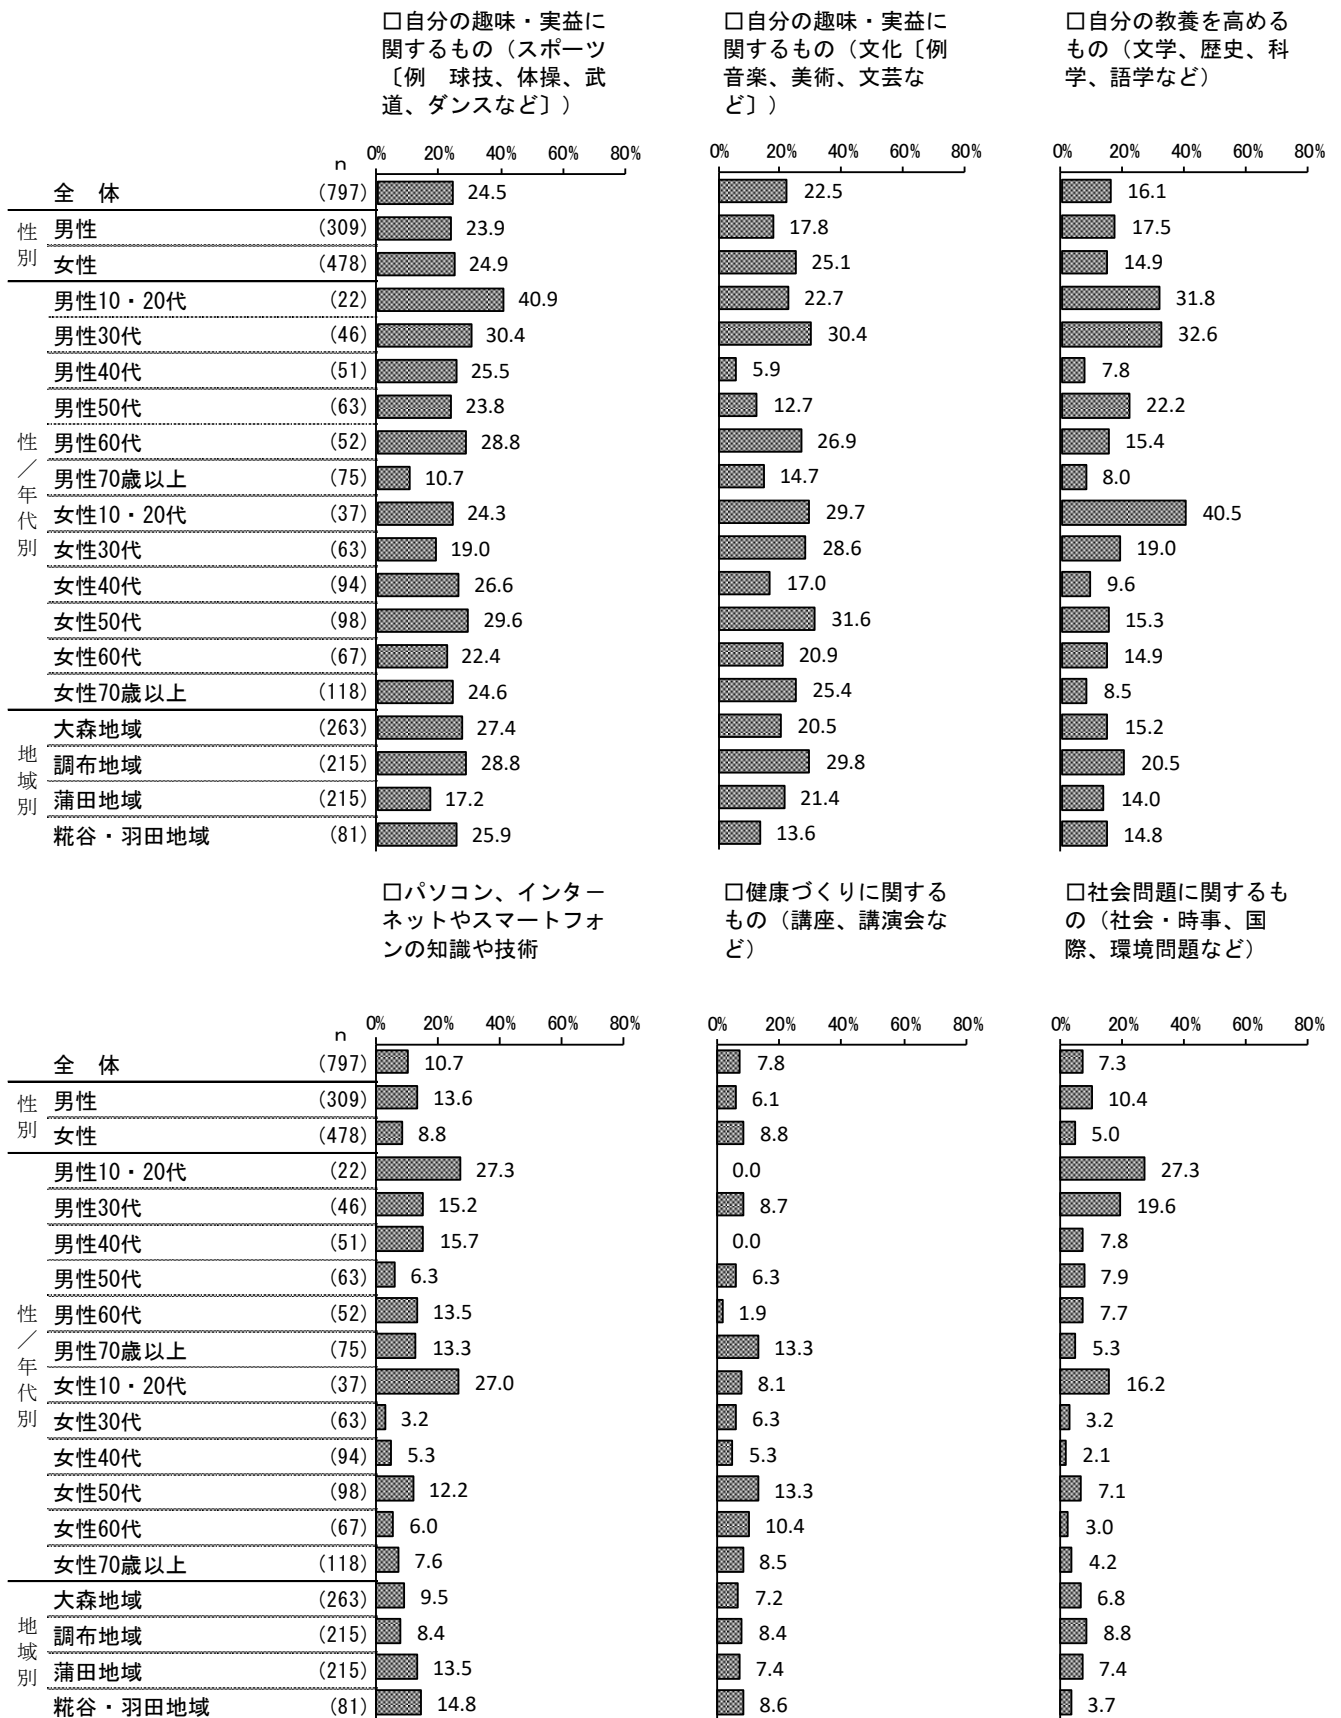 □自分の趣味・実益に
関するもの（スポーツ
〔例　球技、体操、武
道、ダンスなど〕）
□自分の趣味・実益に
関するもの（文化〔例
音楽、美術、文芸な
ど〕）
□自分の教養を高める
もの（文学、歴史、科
学、語学など）
n 0% 20% 40% 60% 80% 0% 20% 40% 60% 80% 0% 20% 40% 60% 80%
全　体 (797) 24.5 22.5 16.1
性別
男性 (309) 23.9 17.8 17.5
女性 (478) 24.9 25.1 14.9
性／年代別
男性10・20代 (22) 40.9 22.7 31.8
男性30代 (46) 30.4 30.4 32.6
男性40代 (51) 25.5 5.9 7.8
男性50代 (63) 23.8 12.7 22.2
男性60代 (52) 28.8 26.9 15.4
男性70歳以上 (75) 10.7 14.7 8.0
女性10・20代 (37) 24.3 29.7 40.5
女性30代 (63) 19.0 28.6 19.0
女性40代 (94) 26.6 17.0 9.6
女性50代 (98) 29.6 31.6 15.3
女性60代 (67) 22.4 20.9 14.9
女性70歳以上 (118) 24.6 25.4 8.5
地域別
大森地域 (263) 27.4 20.5 15.2
調布地域 (215) 28.8 29.8 20.5
蒲田地域 (215) 17.2 21.4 14.0
糀谷・羽田地域 (81) 25.9 13.6 14.8
□パソコン、インター
ネットやスマートフォ
ンの知識や技術
□健康づくりに関する
もの（講座、講演会な
ど）
□社会問題に関するも
の（社会・時事、国
際、環境問題など）
n 0% 20% 40% 60% 80% 0% 20% 40% 60% 80% 0% 20% 40% 60% 80%
全　体 (797) 10.7 7.8 7.3
性別
男性 (309) 13.6 6.1 10.4
女性 (478) 8.8 8.8 5.0
性／年代別
男性10・20代 (22) 27.3 0.0 27.3
男性30代 (46) 15.2 8.7 19.6
男性40代 (51) 15.7 0.0 7.8
男性50代 (63) 6.3 6.3 7.9
男性60代 (52) 13.5 1.9 7.7
男性70歳以上 (75) 13.3 13.3 5.3
女性10・20代 (37) 27.0 8.1 16.2
女性30代 (63) 3.2 6.3 3.2
女性40代 (94) 5.3 5.3 2.1
女性50代 (98) 12.2 13.3 7.1
女性60代 (67) 6.0 10.4 3.0
女性70歳以上 (118) 7.6 8.5 4.2
地域別
大森地域 (263) 9.5 7.2 6.8
調布地域 (215) 8.4 8.4 8.8
蒲田地域 (215) 13.5 7.4 7.4
糀谷・羽田地域 (81) 14.8 8.6 3.7